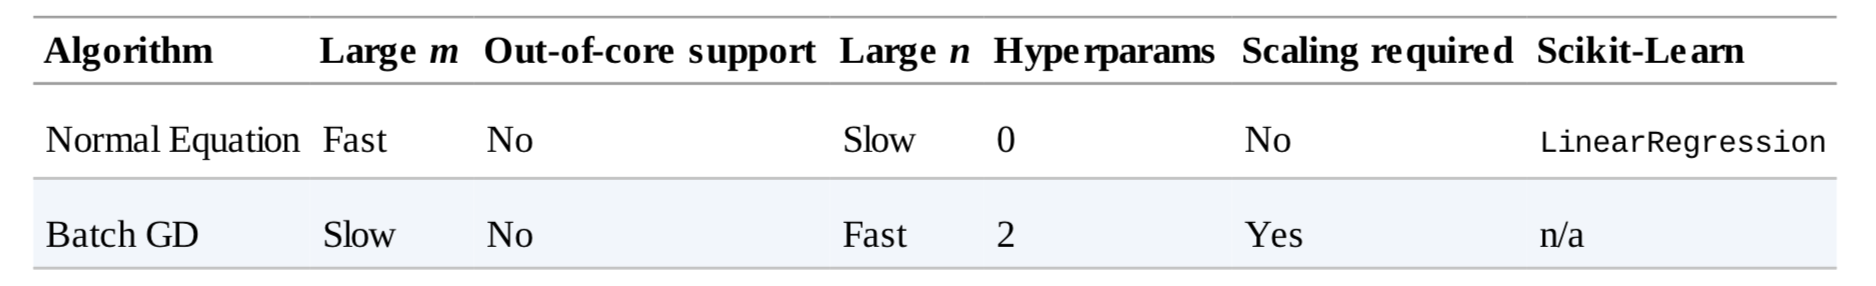 Algorithm Large m Out-of-core support Large n Hyperparams Scaling required Scikit-Learn
Normal Equation Fast No Slow 0 No LinearRegression
Batch GD Slow No Fast 2 Yes n/a